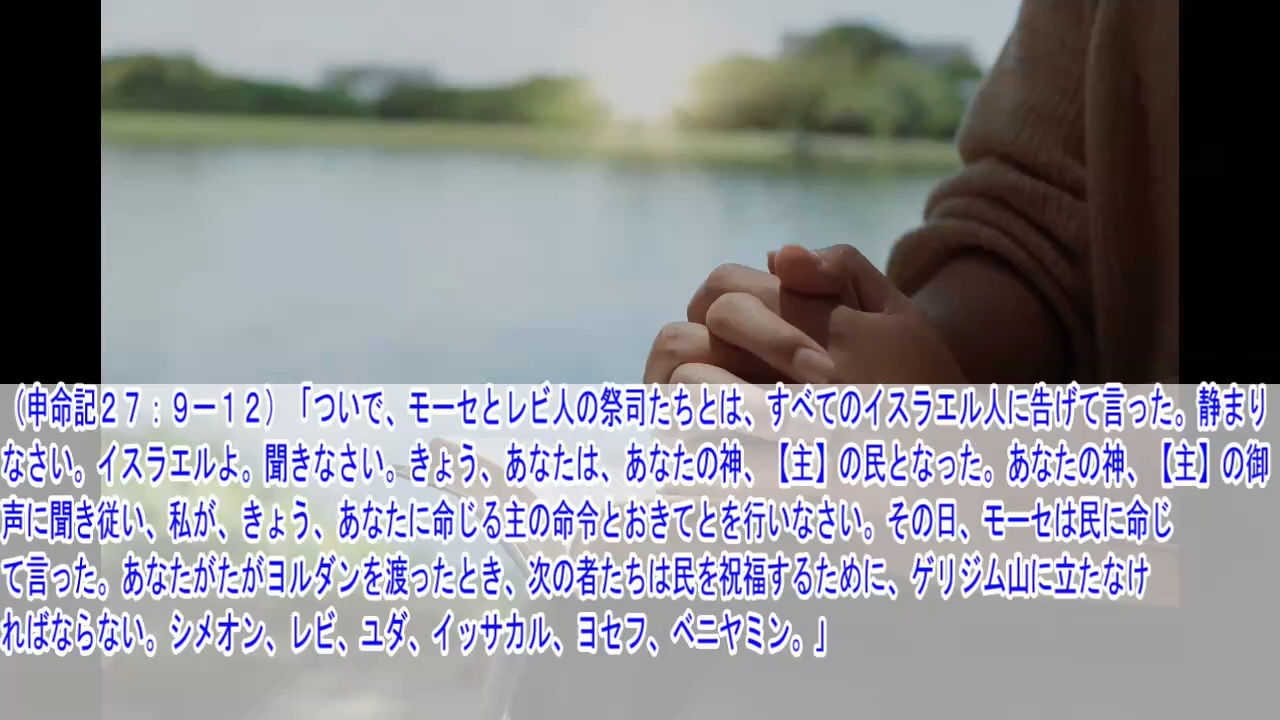 （申命記２７：９－１２）「ついで、モーセとレビ人の祭司たちとは、すべてのイスラエル人に告げて言った。静まり
なさい。イスラエルよ。聞きなさい。きょう、あなたは、あなたの神、【主】の民となった。あなたの神、【主】の御
声に聞き従い、私が、きょう、あなたに命じる主の命令とおきてとを行いなさい。その日、モーセは民に命じ
て言った。あなたがたがヨルダンを渡ったとき、次の者たちは民を祝福するために、ゲリジム山に立たなけ
ればならない。シメオン、レビ、ユダ、イッサカル、ヨセフ、ベニヤミン。」